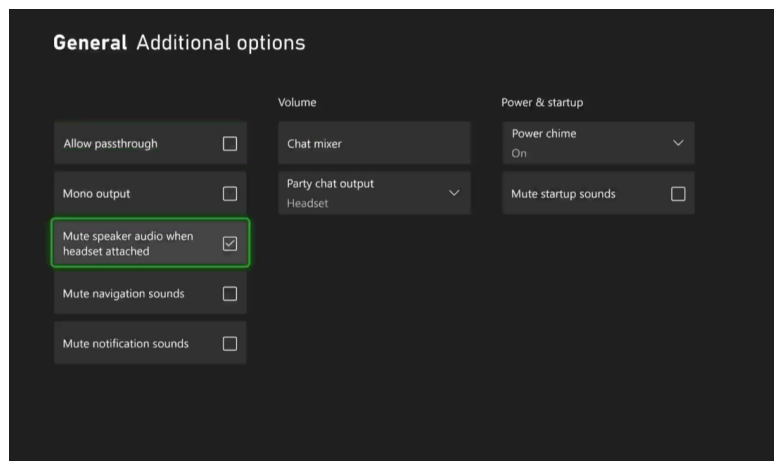 General Additional options
Allow passthrough
Mono output
Mute speaker audio when
headset attached
Mute navigation sounds
Mute notification sounds
Volume
Chat mixer
Party chat output
Headset
Power & startup
Power chime
On
Mute startup sounds